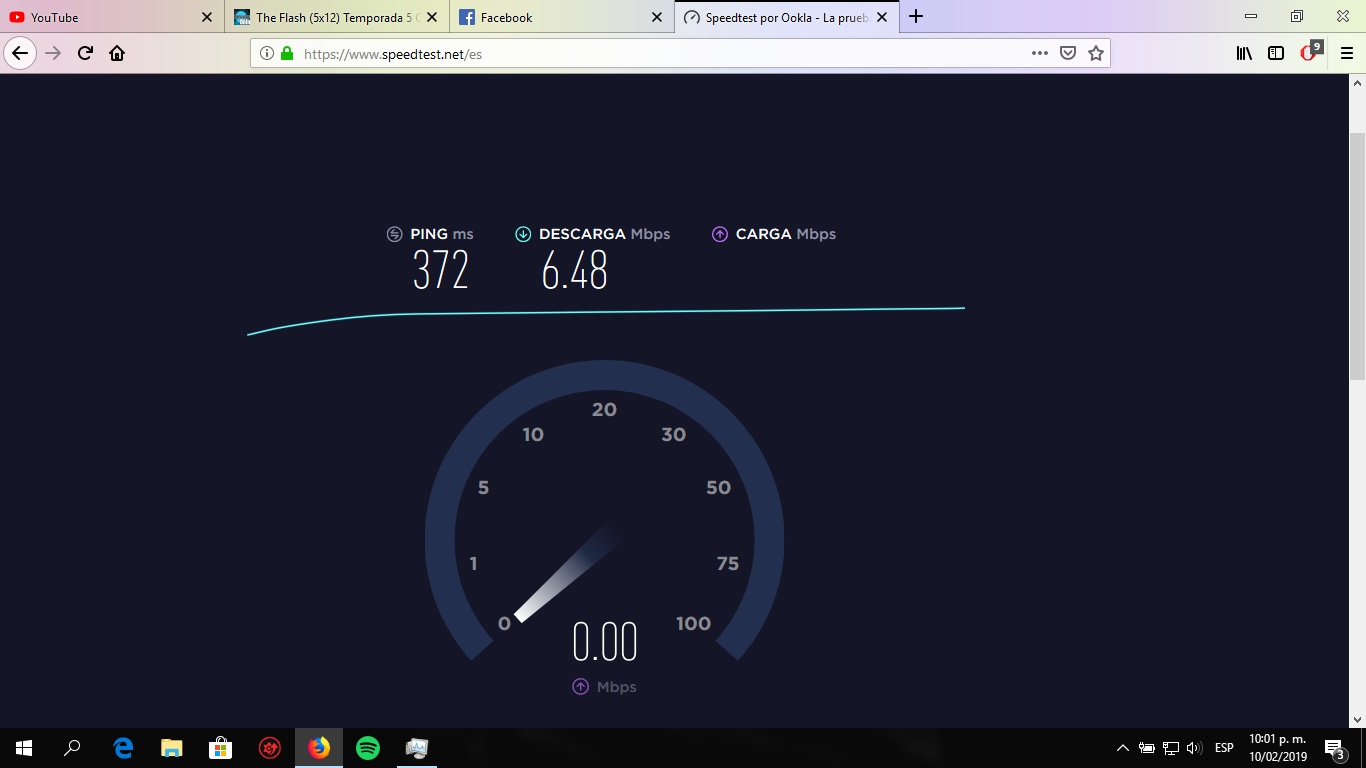 YouTube
The Flash (5x12) Temporada 5
Facebook
Speedtest por Ookla - La prueb
https://www.speedtest.net/es
9
PING ms
DESCARGA Mbps
CARGA Mbps
372
6.48
20
10
30
5
50
1
75
0
100
0.00
Mbps
ESP
10:01 p. m.
10/02/2019
3